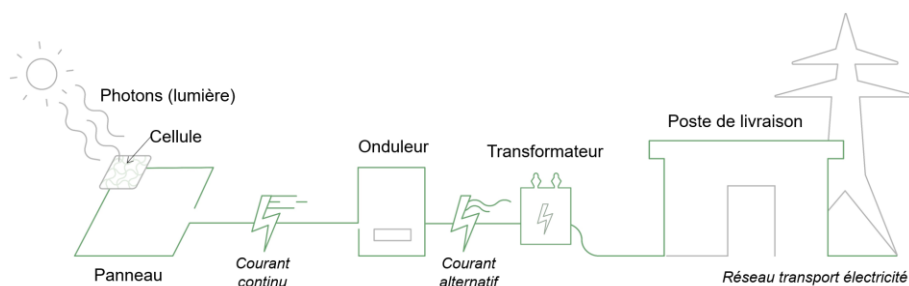 Photons (lumière)
Cellule
Panneau
Courant
continu
Onduleur
Courant
alternatif
Transformateur
Poste de livraison
Réseau transport électricité